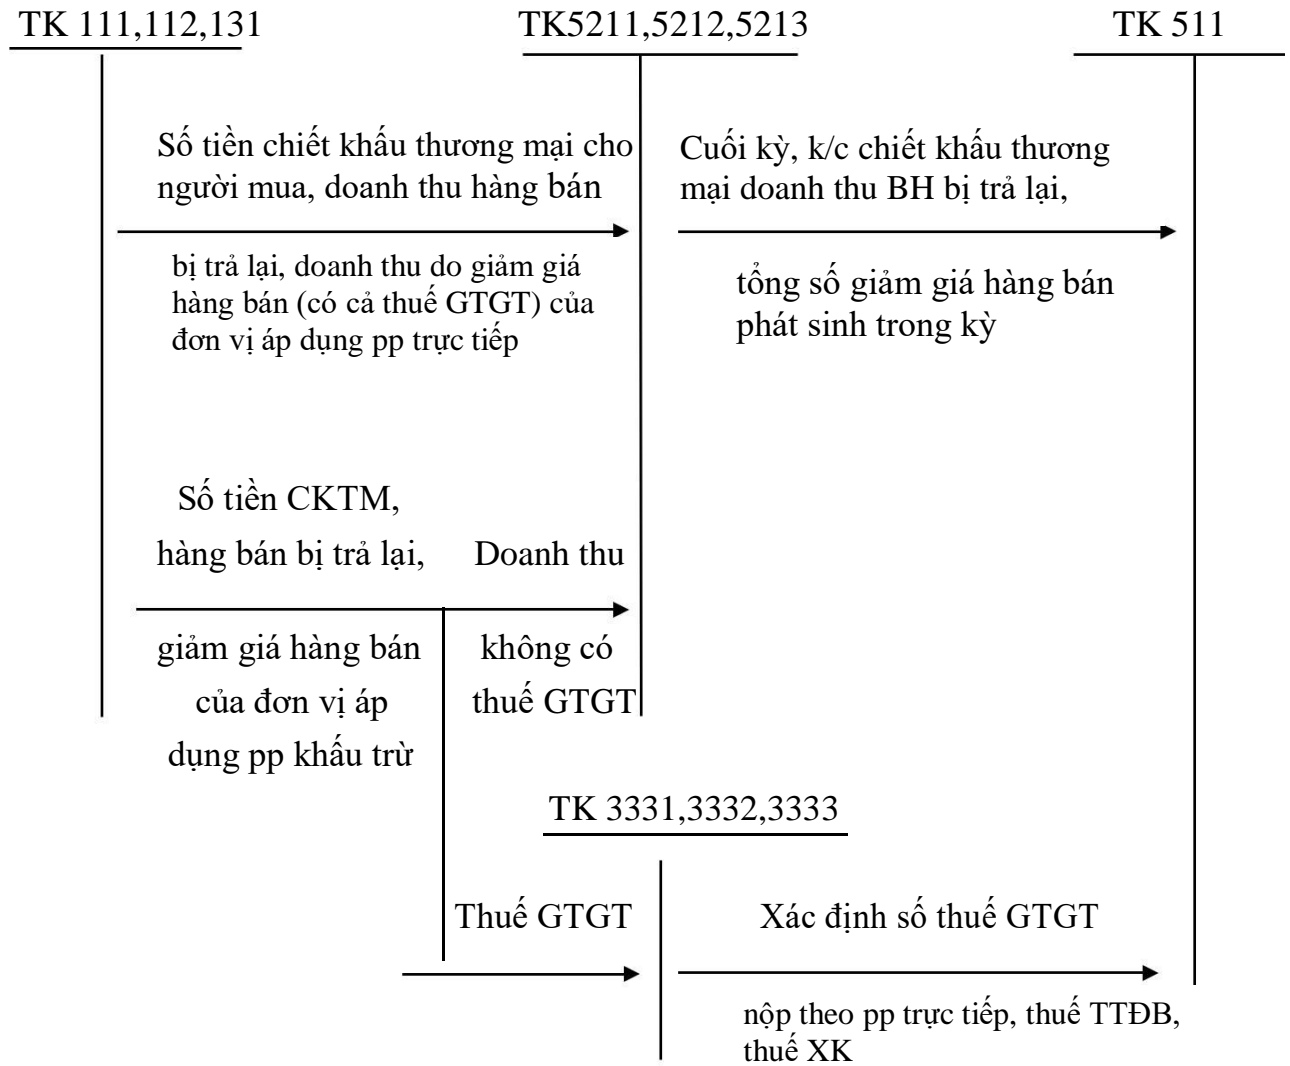 TK 111,112,131
TK5211,5212,5213
TK 511
Số tiền chiết khấu thương mại cho
người mua, doanh thu hàng bán
bị trả lại, doanh thu do giảm giá
hàng bán (có cả thuế GTGT) của
đơn vị áp dụng pp trực tiếp
Cuối kỳ, k/c chiết khấu thương
mại doanh thu BH bị trả lại,
tổng số giảm giá hàng bán
phát sinh trong kỳ
Số tiền CKTM,
hàng bán bị trả lại,
giảm giá hàng bán
của đơn vị áp
dụng pp khấu trừ
Doanh thu
không có
thuế GTGT
TK 3331,3332,3333
Thuế GTGT
Xác định số thuế GTGT
nộp theo pp trực tiếp, thuế TTĐB,
thuế XK